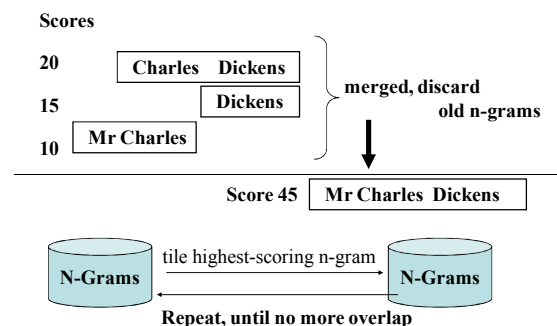 Scores
20 Charles Dickens
15 Dickens
10 Mr Charles
merged, discard
old n-grams
Score 45 Mr Charles Dickens
N-Grams tile highest-scoring n-gram N-Grams
Repeat, until no more overlap